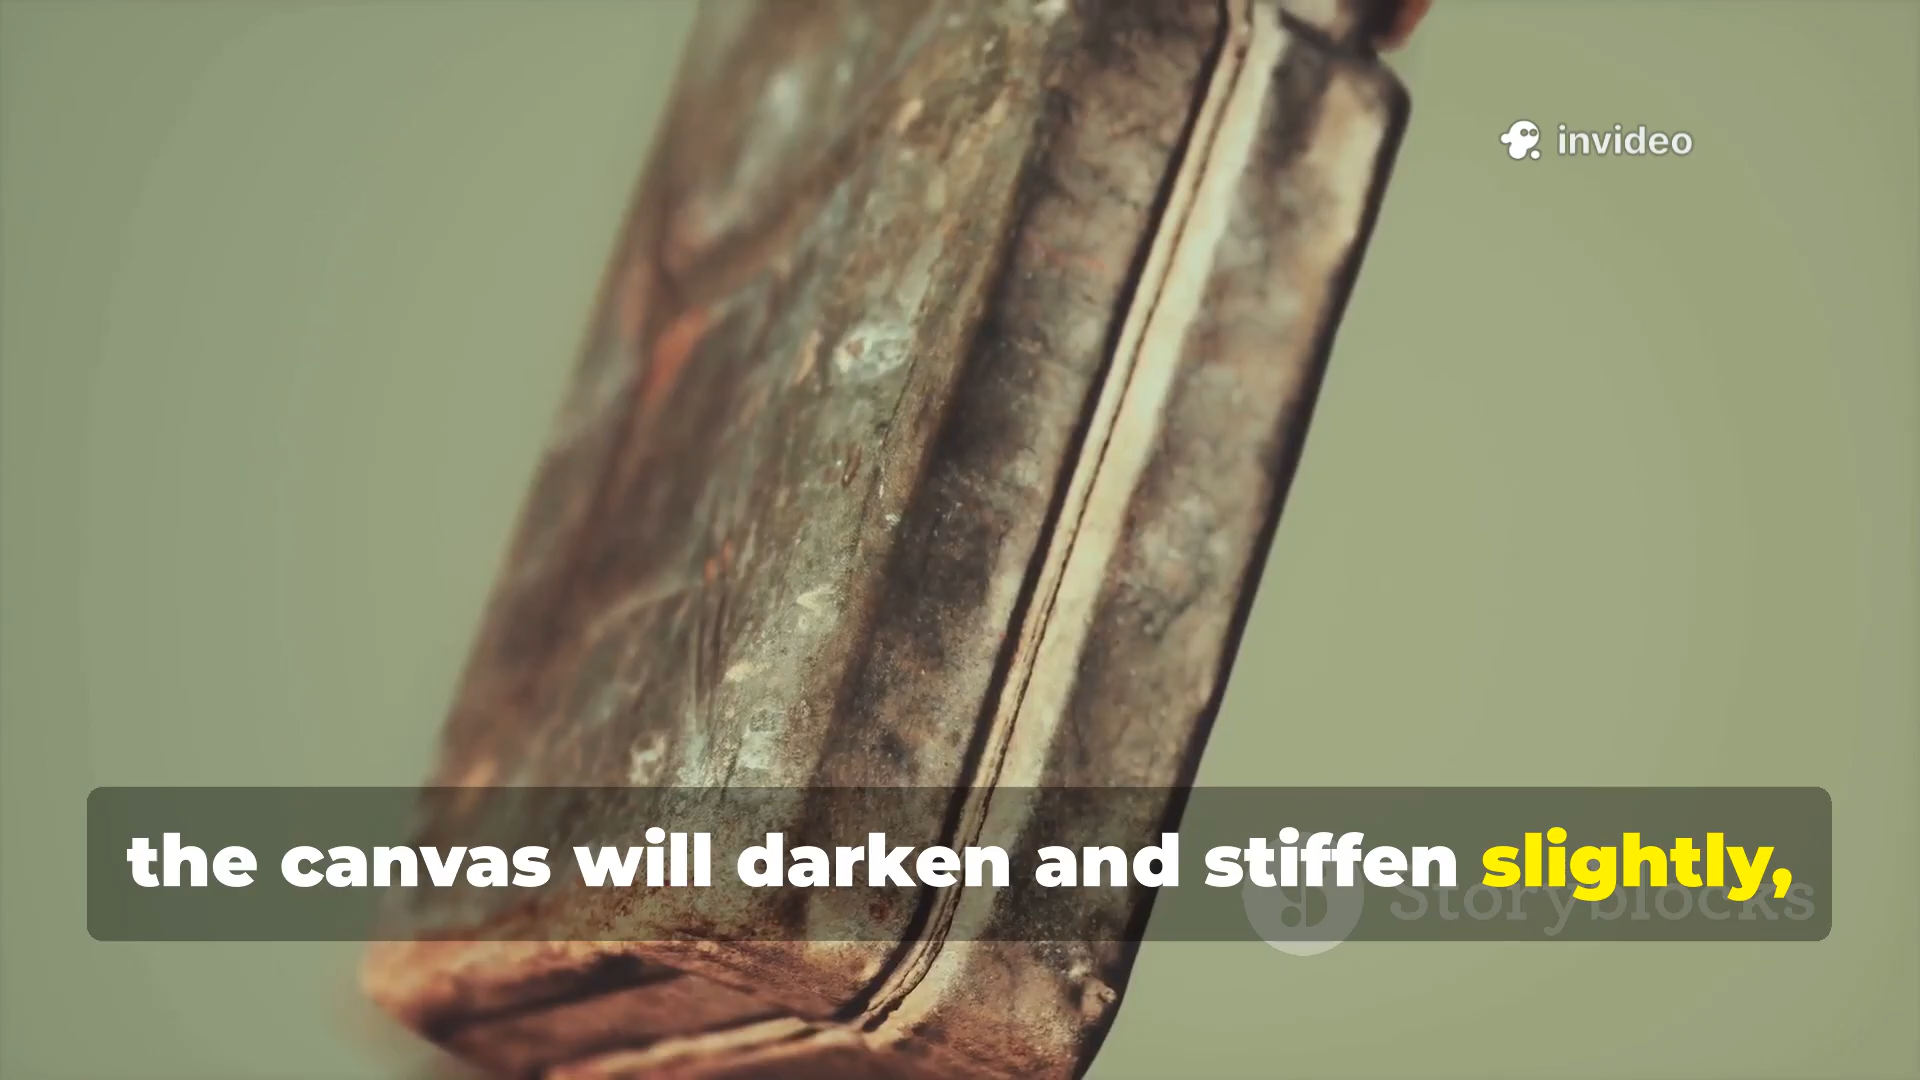 invideo
the canvas will darken and stiffen slightly,
Storyblocks